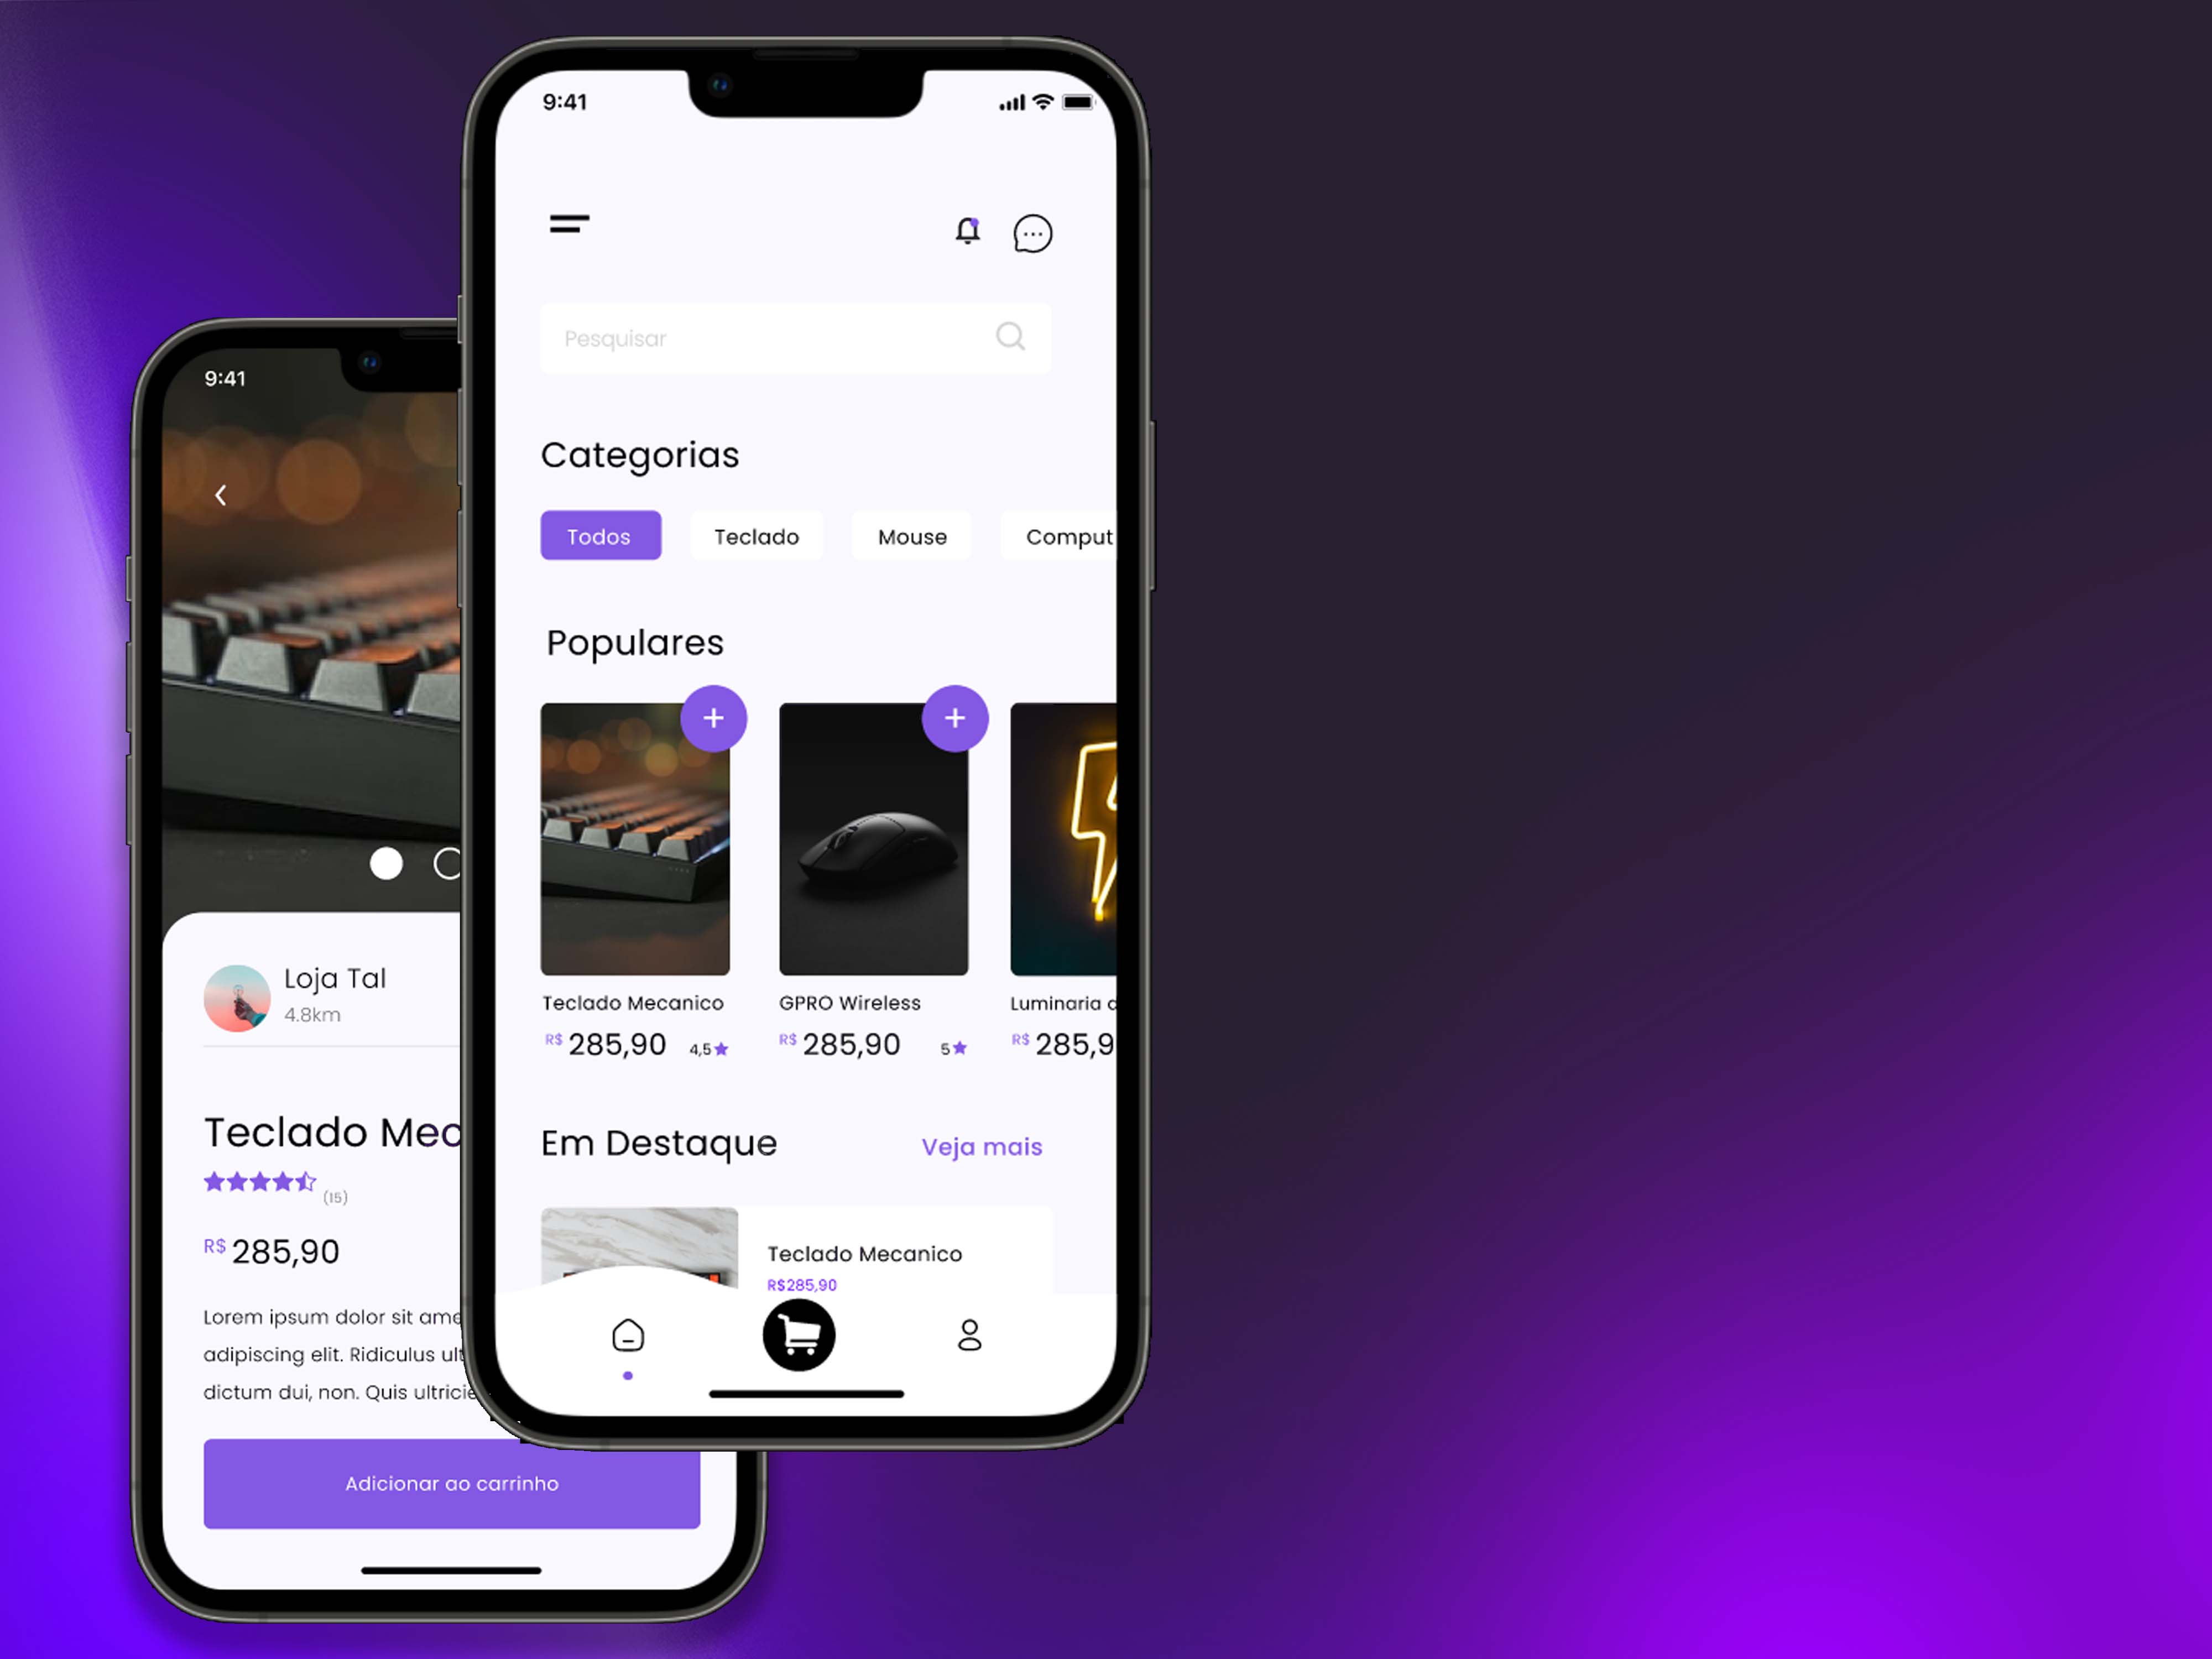 9:41
Pesquisar
Categorias
Todos Teclado Mouse Comput
Populares
Teclado Mecanico GPRO Wireless Luminaria
R$ 285,90 4,5 R$ 285,90 5 R$ 285,9
Em Destaque Veja mais
Teclado Mecanico
R$285,90
9:41
Loja Tal
4.8km
Teclado Mec
(15)
R$ 285,90
Lorem ipsum dolor sit ame
adipiscing elit. Ridiculus ult
dictum dui, non. Quis ultricie
Adicionar ao carrinho